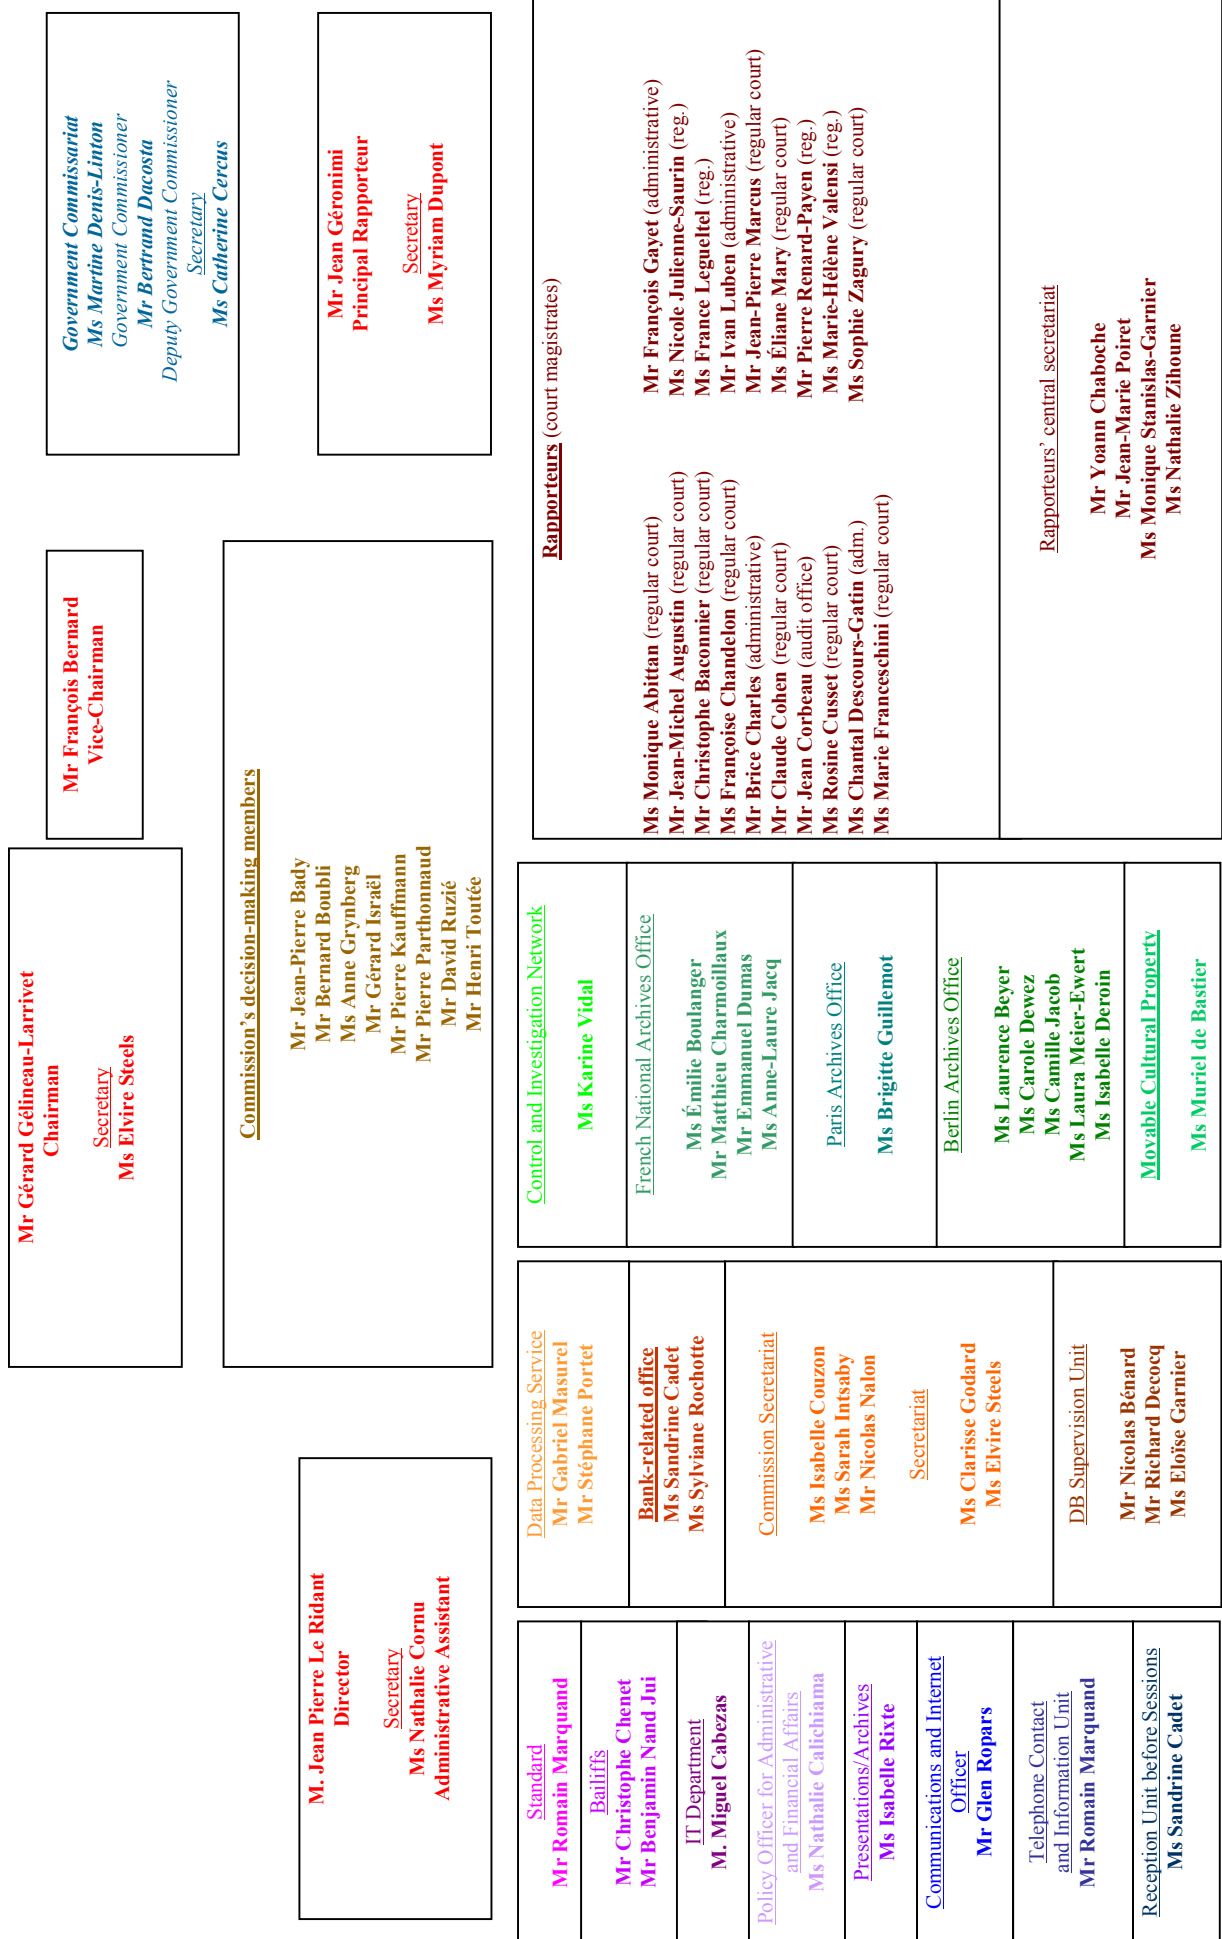 Mr Gérard Gélineau-Larrivet
Chairman
Secretary
Ms Elvire Steels
Mr François Bernard
Vice-Chairman
Government Commissariat
Ms Martine Denis-Linton
Government Commissioner
Mr Bertrand Dacosta
Deputy Government Commissioner
Secretary
Ms Catherine Cercus
M. Jean Pierre Le Ridant
Director
Secretary
Ms Nathalie Cornu
Administrative Assistant
Commission's decision-making members
Mr Jean-Pierre Bady
Mr Bernard Boubli
Ms Anne Grynberg
Mr Gérard Israël
Mr Pierre Kauffmann
Mr Pierre Parthonnaud
Mr David Ruzié
Mr Henri Toutée
Mr Jean Géronimi
Principal Rapporteur
Secretary
Ms Myriam Dupont
Standard
Mr Romain Marquand
Bailiffs
Mr Christophe Chenet
Mr Benjamin Nand Jui
IT Department
M. Miguel Cabezas
Policy Officer for Administrative
and Financial Affairs
Ms Nathalie Calichiama
Presentations/Archives
Ms Isabelle Rixte
Communications and Internet
Officer
Mr Glen Ropars
Telephone Contact
and Information Unit
Mr Romain Marquand
Reception Unit before Sessions
Ms Sandrine Cadet
Data Processing Service
Mr Gabriel Masurel
Mr Stéphane Portet
Bank-related office
Ms Sandrine Cadet
Ms Sylviane Rochotte
Commission Secretariat
Ms Isabelle Couzon
Ms Sarah Intsaby
Mr Nicolas Nalon
Secretariat
Ms Clarisse Godard
Ms Elvire Steels
DB Supervision Unit
Mr Nicolas Bénard
Mr Richard Decocq
Ms Eloïse Garnier
Control and Investigation Network
Ms Karine Vidal
French National Archives Office
Ms Émilie Boulanger
Mr Matthieu Charmoillaux
Mr Emmanuel Dumas
Ms Anne-Laure Jacq
Paris Archives Office
Ms Brigitte Guillemot
Berlin Archives Office
Ms Laurence Beyer
Ms Carole Dewez
Ms Camille Jacob
Ms Laura Meier-Ewert
Ms Isabelle Deroin
Movable Cultural Property
Ms Muriel de Bastier
Rapporteurs (court magistrates)
Ms Monique Abittan (regular court)
Mr Jean-Michel Augustin (regular court)
Mr Christophe Baconnier (regular court)
Ms Françoise Chandelon (regular court)
Mr Brice Charles (administrative)
Mr Claude Cohen (regular court)
Mr Jean Corbeau (audit office)
Ms Rosine Cusset (regular court)
Ms Chantal Descours-Gatin (adm.)
Ms Marie Franceschini (regular court)
Mr François Gayet (administrative)
Ms Nicole Julienne-Saurin (reg.)
Ms France Legueltel (reg.)
Mr Ivan Luben (administrative)
Mr Jean-Pierre Marcus (regular court)
Ms Éliane Mary (regular court)
Mr Pierre Renard-Payen (reg.)
Ms Marie-Hélène Valensi (reg.)
Ms Sophie Zagury (regular court)
Rapporteurs' central secretariat
Mr Yoann Chaboche
Mr Jean-Marie Poiret
Ms Monique Stanislas-Garnier
Ms Nathalie Zihoune